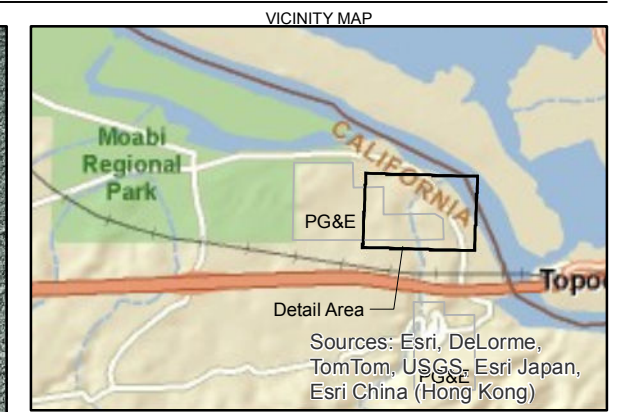 VICINITY MAP
Moabi
Regional
Park
CALIFORNIA
PG&E
Detail Area
Topo
Sources: Esri, DeLorme,
TomTom, USGS, Esri Japan,
Esri China (Hong Kong)
PG&E